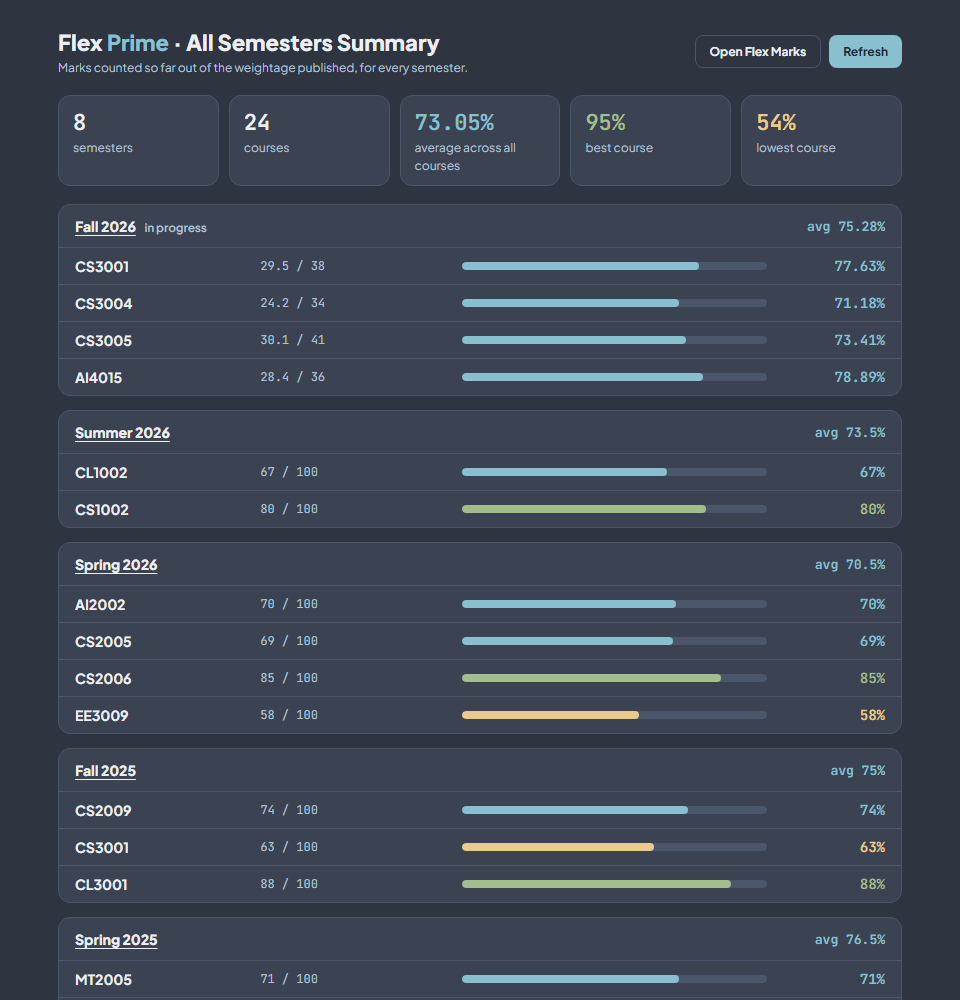 Flex Prime · All Semesters Summary
Marks counted so far out of the weightage published, for every semester.
Open Flex Marks
Refresh
8
semesters
24
courses
73.05%
average across all
courses
95%
best course
54%
lowest course
Fall 2026 in progress avg 75.28%
CS3001 29.5 / 38 77.63%
CS3004 24.2 / 34 71.18%
CS3005 30.1 / 41 73.41%
AI4015 28.4 / 36 78.89%
Summer 2026 avg 73.5%
CL1002 67 / 100 67%
CS1002 80 / 100 80%
Spring 2026 avg 70.5%
AI2002 70 / 100 70%
CS2005 69 / 100 69%
CS2006 85 / 100 85%
EE3009 58 / 100 58%
Fall 2025 avg 75%
CS2009 74 / 100 74%
CS3001 63 / 100 63%
CL3001 88 / 100 88%
Spring 2025 avg 76.5%
MT2005 71 / 100 71%